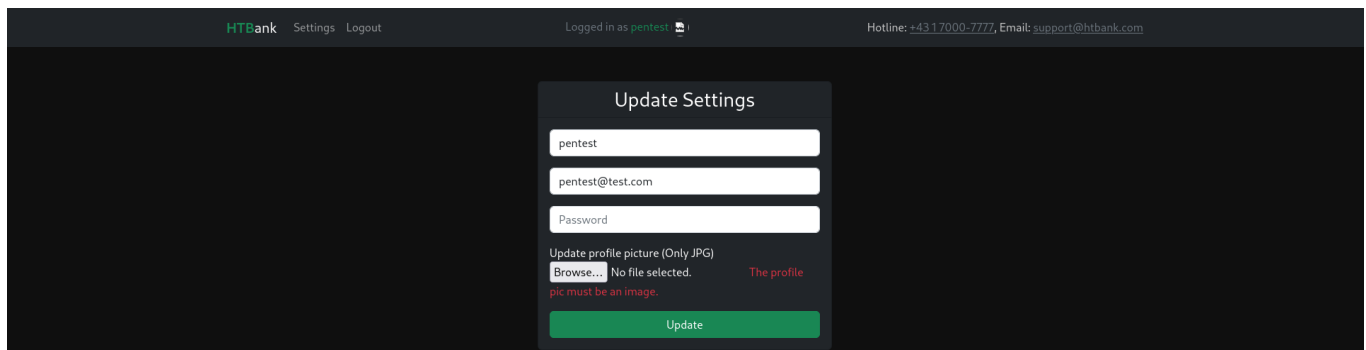 HTBank Settings Logout Logged in as pentest ( ) Hotline: +43 1 7000-7777, Email: support@htbank.com
Update Settings
pentest
pentest@test.com
Password
Update profile picture (Only JPG)
Browse... No file selected. The profile
pic must be an image.
Update